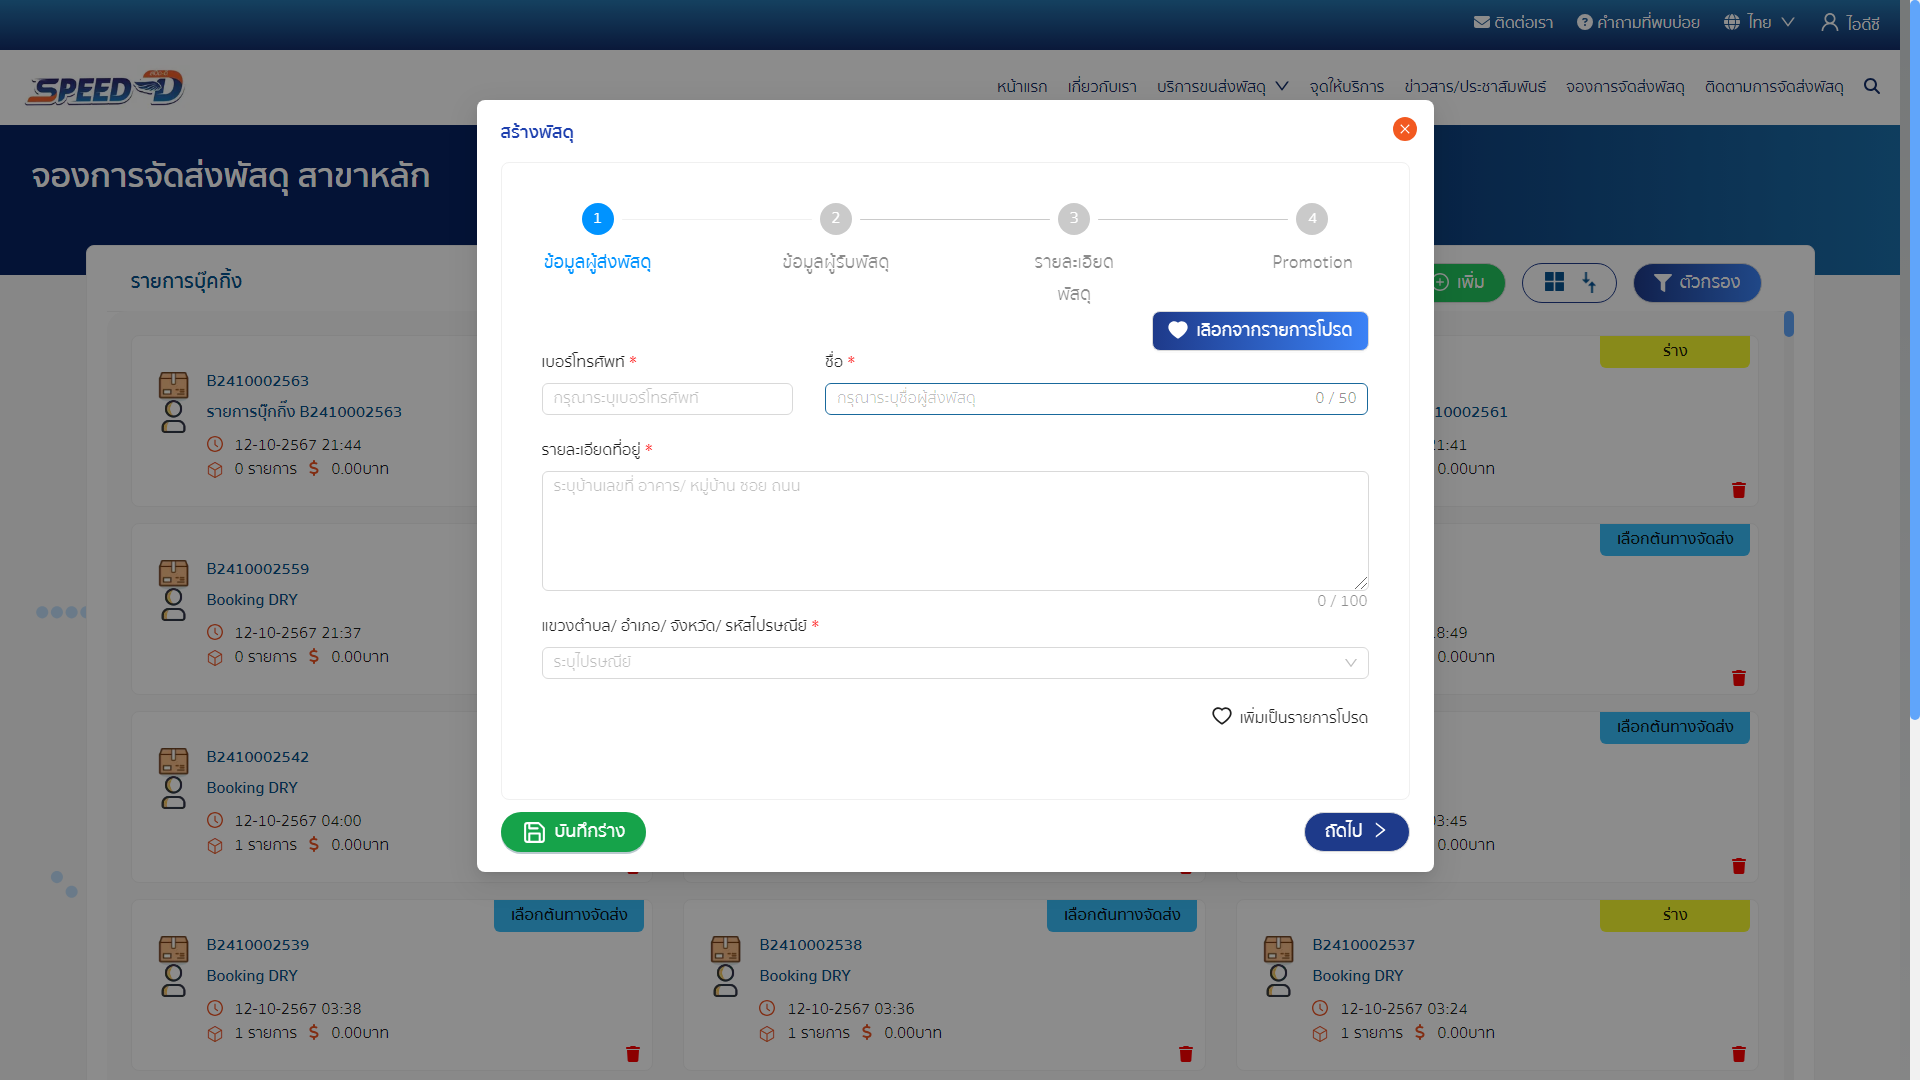 ติดต่อเรา
คำถามที่พบบ่อย
ไทย
ไอดีซี
SPEED-D
หน้าแรก
เกี่ยวกับเรา
บริการขนส่งพัสดุ
จุดให้บริการ
ข่าวสาร/ประชาสัมพันธ์
จองการจัดส่งพัสดุ
ติดตามการจัดส่งพัสดุ
จองการจัดส่งพัสดุ สาขาหลัก
รายการบุ๊คกิ้ง
เพิ่ม
ตัวกรอง
สร้างพัสดุ
1
2
3
4
ข้อมูลผู้ส่งพัสดุ
ข้อมูลผู้รับพัสดุ
รายละเอียด
พัสดุ
Promotion
เลือกจากรายการโปรด
เบอร์โทรศัพท์ *
ชื่อ *
กรุณาระบุเบอร์โทรศัพท์
กรุณาระบุชื่อผู้ส่งพัสดุ
0 / 50
รายละเอียดที่อยู่ *
ระบุบ้านเลขที่ อาคาร/ หมู่บ้าน ซอย ถนน
0 / 100
แขวงตำบล/ อำเภอ/ จังหวัด/ รหัสไปรษณีย์ *
ระบุไปรษณีย์
เพิ่มเป็นรายการโปรด
บันทึกร่าง
ถัดไป
B2410002563
รายการบุ๊กกิ๊ง B2410002563
12-10-2567 21:44
0 รายการ $ 0.00บาท
ร่าง
10002561
21:41
0.00บาท
B2410002559
Booking DRY
12-10-2567 21:37
0 รายการ $ 0.00บาท
เลือกต้นทางจัดส่ง
18:49
0.00บาท
B2410002542
Booking DRY
12-10-2567 04:00
1 รายการ $ 0.00บาท
เลือกต้นทางจัดส่ง
03:45
0.00บาท
เลือกต้นทางจัดส่ง
B2410002539
Booking DRY
12-10-2567 03:38
1 รายการ $ 0.00บาท
เลือกต้นทางจัดส่ง
B2410002538
Booking DRY
12-10-2567 03:36
1 รายการ $ 0.00บาท
ร่าง
B2410002537
Booking DRY
12-10-2567 03:24
1 รายการ $ 0.00บาท